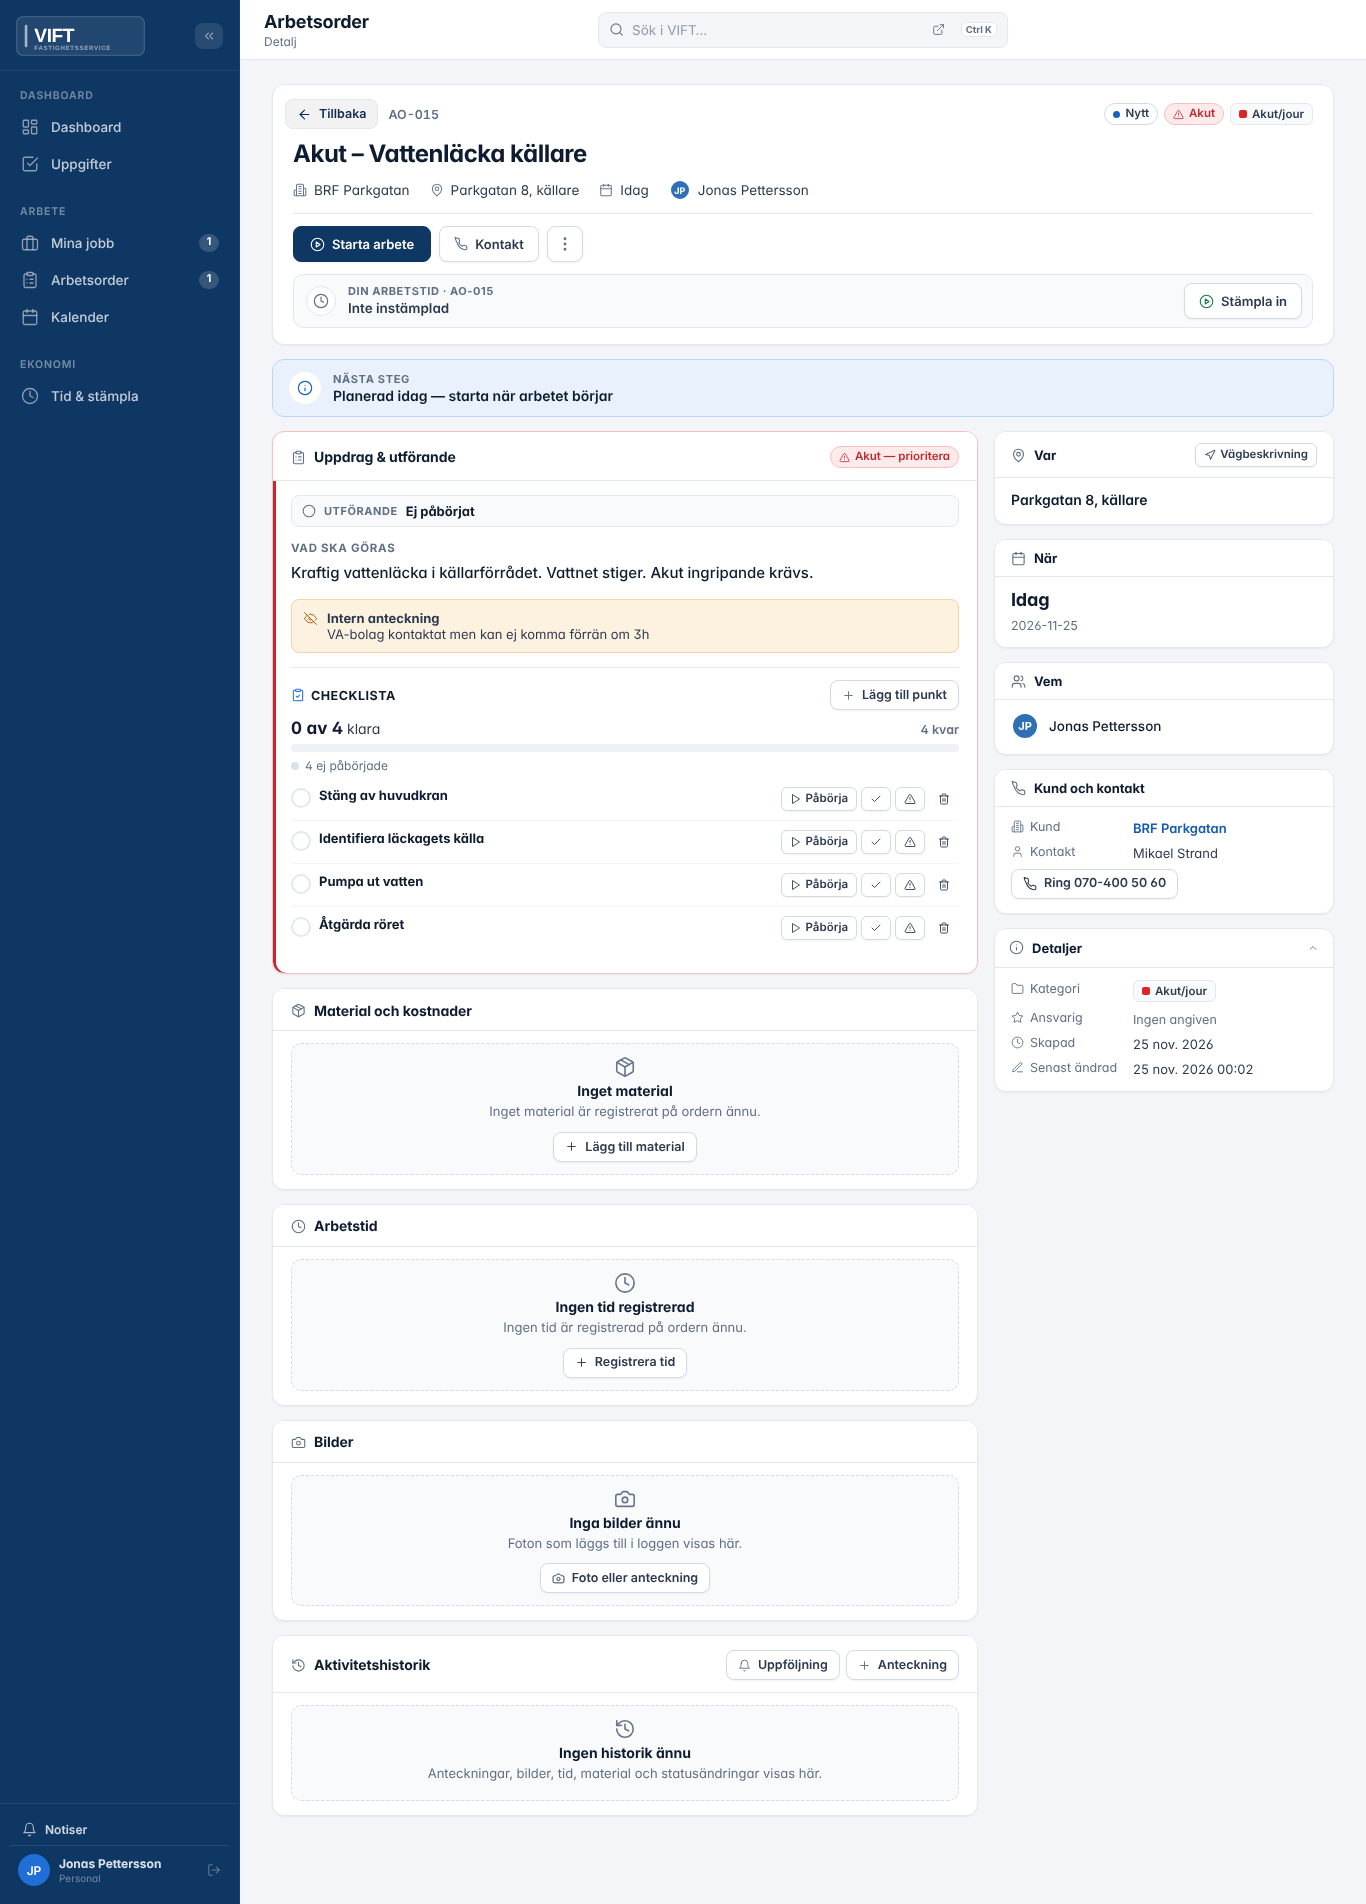 VIFT
FASTIGHETSSERVICE
DASHBOARD
Dashboard
Uppgifter
ARBETE
Mina jobb 1
Arbetsorder 1
Kalender
EKONOMI
Tid & stämpla
Notiser
JP Jonas Pettersson
Personal
Arbetsorder
Detalj
Sök i VIFT... Ctrl K
Tillbaka AO-015 Nytt Akut Akut/jour
Akut – Vattenläcka källare
BRF Parkgatan Parkgatan 8, källare Idag JP Jonas Pettersson
Starta arbete Kontakt
DIN ARBETSTID · AO-015
Inte instämplad
Stämpla in
NÄSTA STEG
Planerad idag — starta när arbetet börjar
Uppdrag & utförande Akut — prioritera
UTFÖRANDE Ej påbörjat
VAD SKA GÖRAS
Kraftig vattenläcka i källarförrådet. Vattnet stiger. Akut ingripande krävs.
Intern anteckning
VA-bolag kontaktat men kan ej komma förrän om 3h
CHECKLISTA Lägg till punkt
0 av 4 klara 4 kvar
4 ej påbörjade
Stäng av huvudkran Påbörja
Identifiera läckagets källa Påbörja
Pumpa ut vatten Påbörja
Åtgärda röret Påbörja
Material och kostnader
Inget material
Inget material är registrerat på ordern ännu.
Lägg till material
Arbetstid
Ingen tid registrerad
Ingen tid är registrerad på ordern ännu.
Registrera tid
Bilder
Inga bilder ännu
Foton som läggs till i loggen visas här.
Foto eller anteckning
Aktivitetshistorik Uppföljning Anteckning
Ingen historik ännu
Anteckningar, bilder, tid, material och statusändringar visas här.
Var Vägbeskrivning
Parkgatan 8, källare
När
Idag
2026-11-25
Vem
JP Jonas Pettersson
Kund och kontakt
Kund BRF Parkgatan
Kontakt Mikael Strand
Ring 070-400 50 60
Detaljer
Kategori Akut/jour
Ansvarig Ingen angiven
Skapad 25 nov. 2026
Senast ändrad 25 nov. 2026 00:02